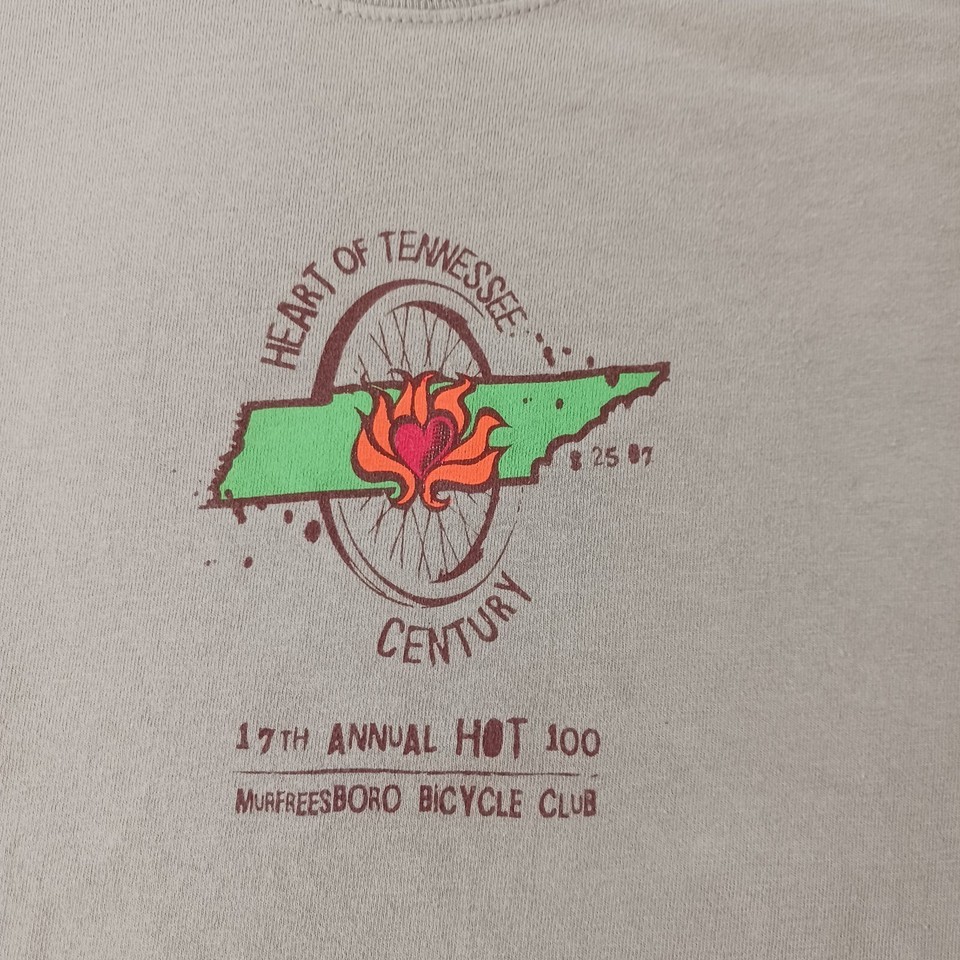 HEART OF TENNESSEE
8 25 07
CENTURY
17TH ANNUAL HOT 100
MURFREESBORO BICYCLE CLUB